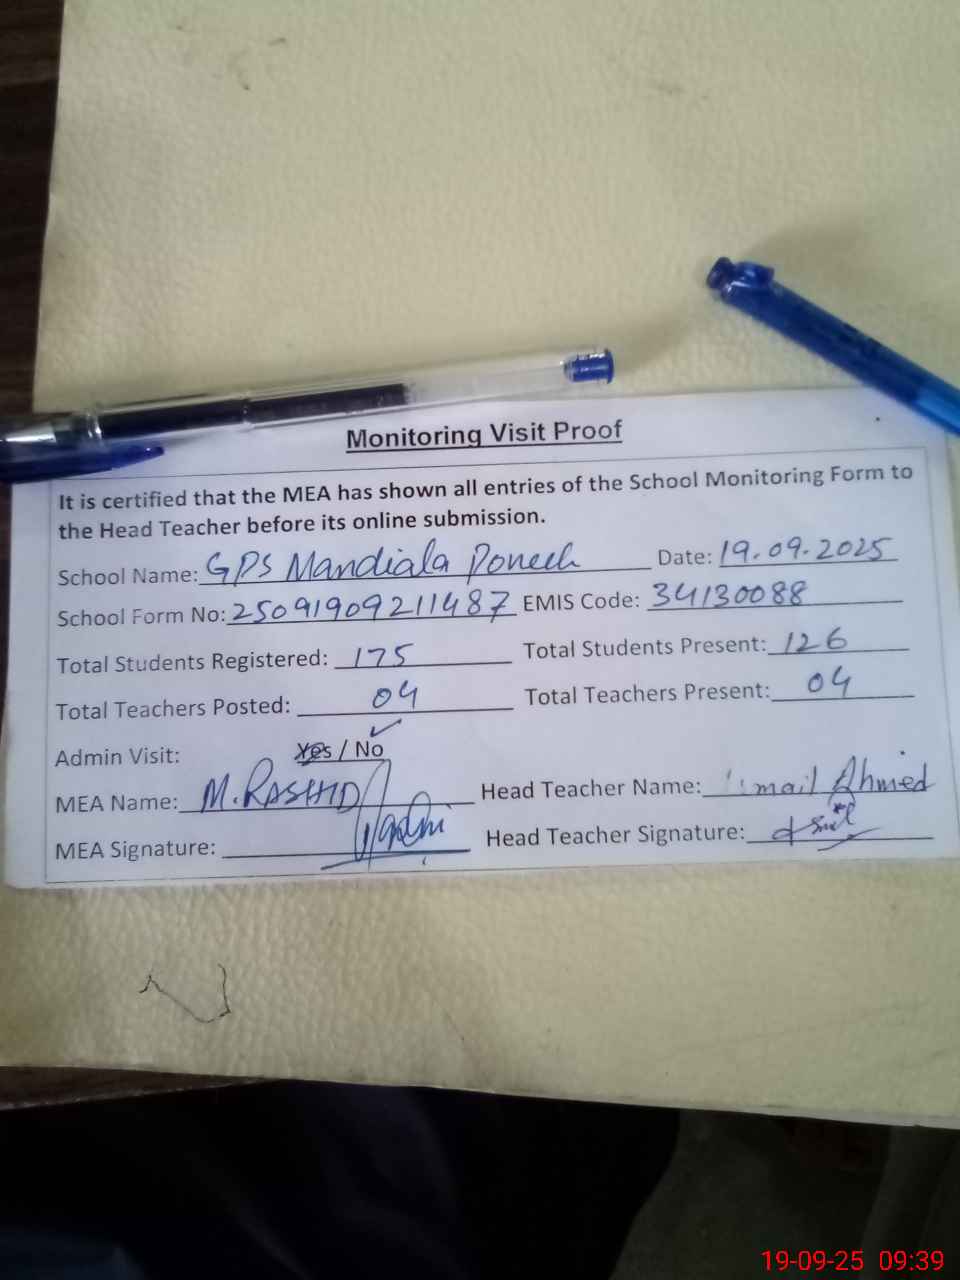 Monitoring Visit Proof
It is certified that the MEA has shown all entries of the School Monitoring Form to
the Head Teacher before its online submission.
School Name: GPS Mandiala Ponech Date: 19.09.2025
School Form No: 25091909211487 EMIS Code: 34130088
Total Students Registered: 175 Total Students Present: 126
Total Teachers Posted: 04 Total Teachers Present: 04
Admin Visit: Yes / No
MEA Name: M. RASHID Head Teacher Name: Ahmed
MEA Signature: Head Teacher Signature:
19-09-25 09:39